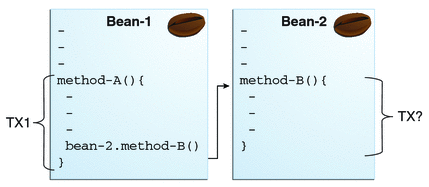 Bean-1
–
–
–
method-A(){
–
–
–
bean-2.method-B()
}
TX1
Bean-2
–
–
–
method-B(){
–
–
–
}
TX?